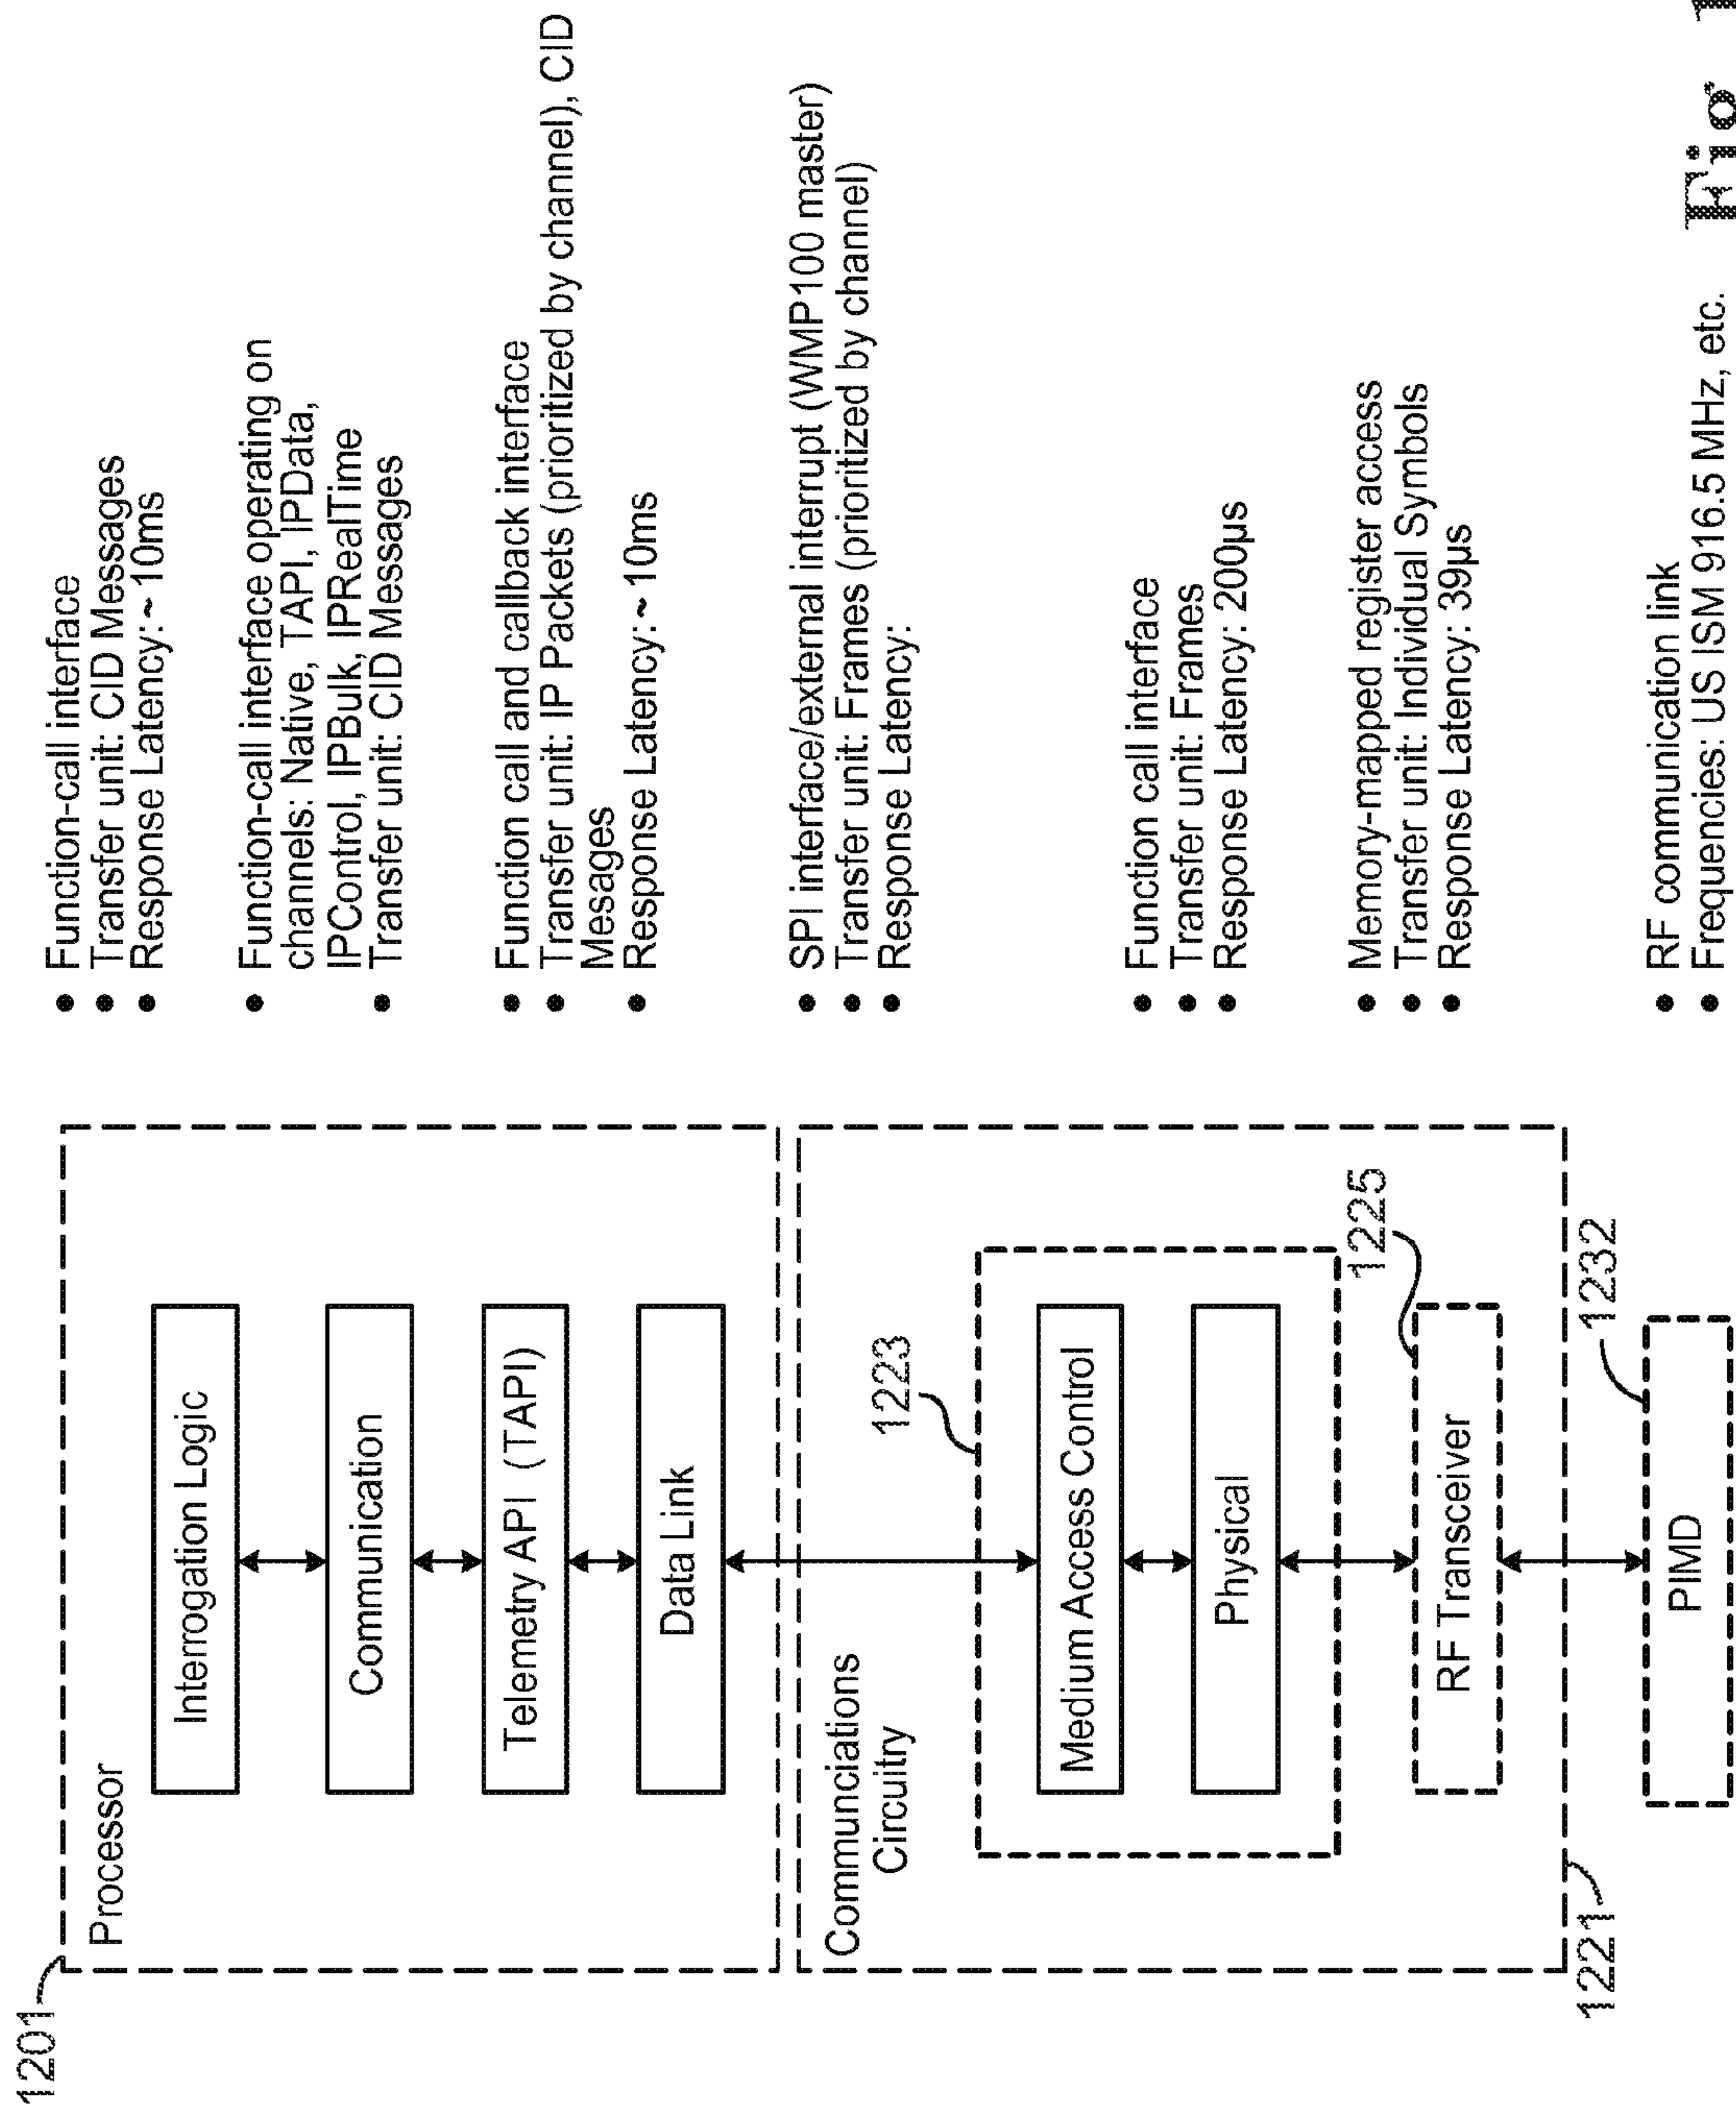 1201
Processor
Interrogation Logic
Communication
Telemetry API (TAPI)
Data Link
Communciations
Circuitry
1223
Medium Access Control
Physical
1225
RF Transceiver
1221
1232
PIMD
• Function-call interface
• Transfer unit: CID Messages
• Response Latency: ~ 10ms
• Function-call interface operating on
channels: Native, TAPI, IPData,
IPControl, IPBulk, IPRealTime
• Transfer unit: CID Messages
• Function call and callback interface
• Transfer unit: IP Packets (prioritized by channel), CID
Messages
• Response Latency: ~ 10ms
• SPI interface/external interrupt (WMP100 master)
• Transfer unit: Frames (prioritized by channel)
• Response Latency:
• Function call interface
• Transfer unit: Frames
• Response Latency: 200µs
• Memory-mapped register access
• Transfer unit: Individual Symbols
• Response Latency: 39µs
• RF communication link
• Frequencies: US ISM 916.5 MHz, etc.